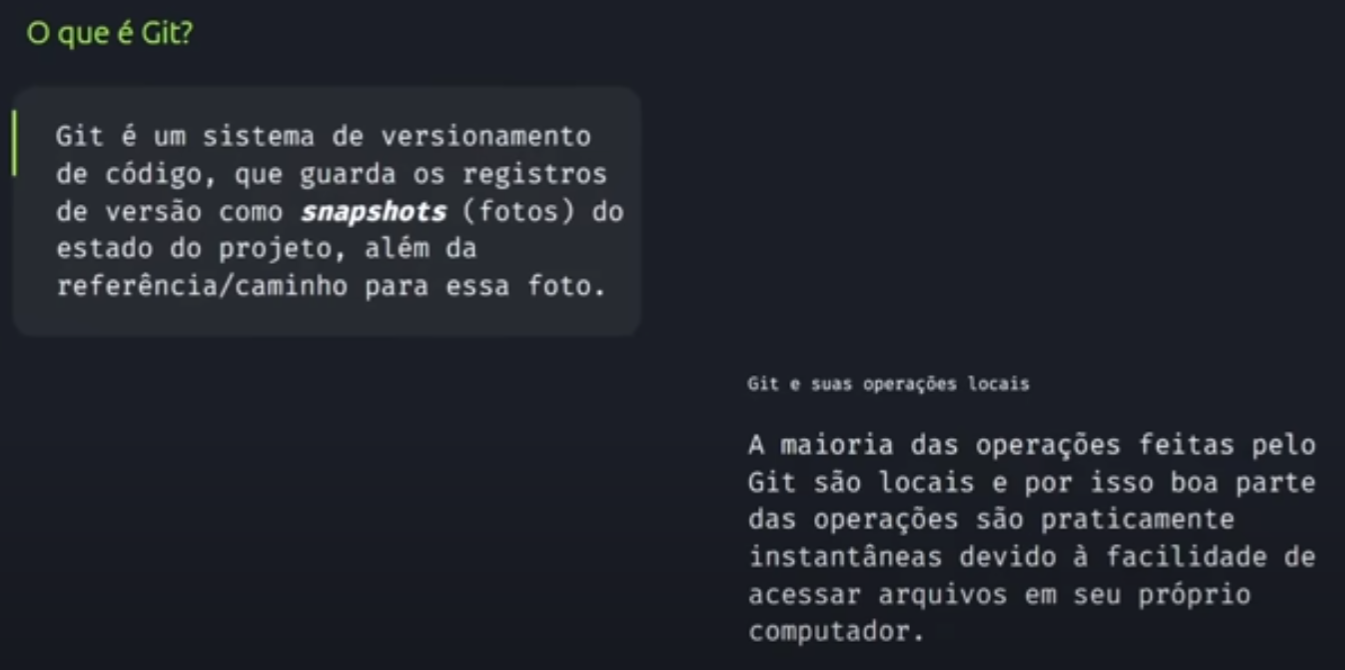 O que é Git?
Git é um sistema de versionamento
de código, que guarda os registros
de versão como snapshots (fotos) do
estado do projeto, além da
referência/caminho para essa foto.
Git e suas operações locais
A maioria das operações feitas pelo
Git são locais e por isso boa parte
das operações são praticamente
instantâneas devido à facilidade de
acessar arquivos em seu próprio
computador.